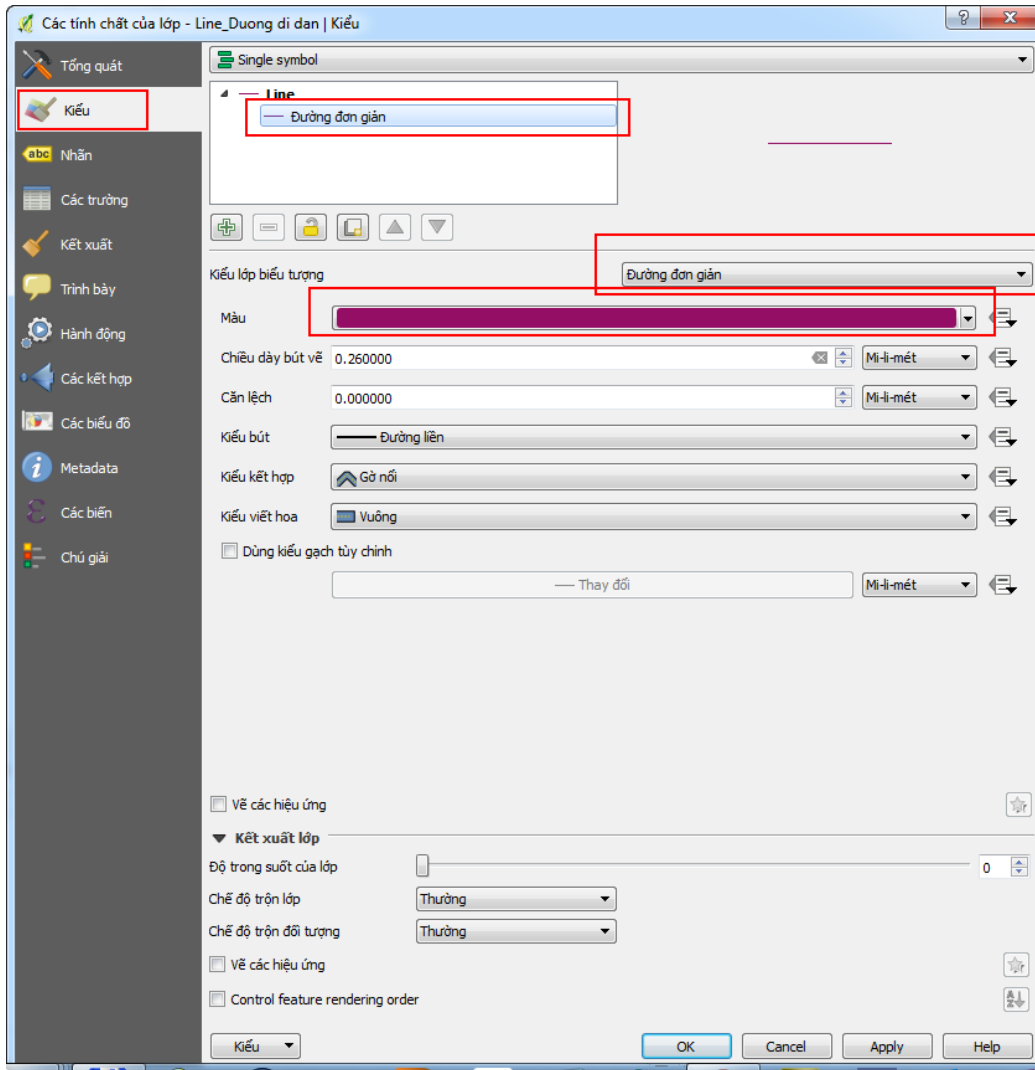 Các tính chất của lớp - Line_Duong di dan | Kiểu
Tổng quát
Kiểu
abc Nhãn
Các trường
Kết xuất
Trình bày
Hành động
Các kết hợp
Các biểu đồ
Metadata
Các biến
Chú giải
Single symbol
Line
Đường đơn giản
Kiểu lớp biểu tượng Đường đơn giản
Màu
Chiều dày bút vẽ 0.260000 Mi-li-mét
Căn lệch 0.000000 Mi-li-mét
Kiểu bút Đường liền
Kiểu kết hợp Gờ nổi
Kiểu viết hoa Vuông
Dùng kiểu gạch tùy chỉnh
Thay đổi Mi-li-mét
Vẽ các hiệu ứng
Kết xuất lớp
Độ trong suốt của lớp 0
Chế độ trộn lớp Thường
Chế độ trộn đối tượng Thường
Vẽ các hiệu ứng
Control feature rendering order
Kiểu OK Cancel Apply Help